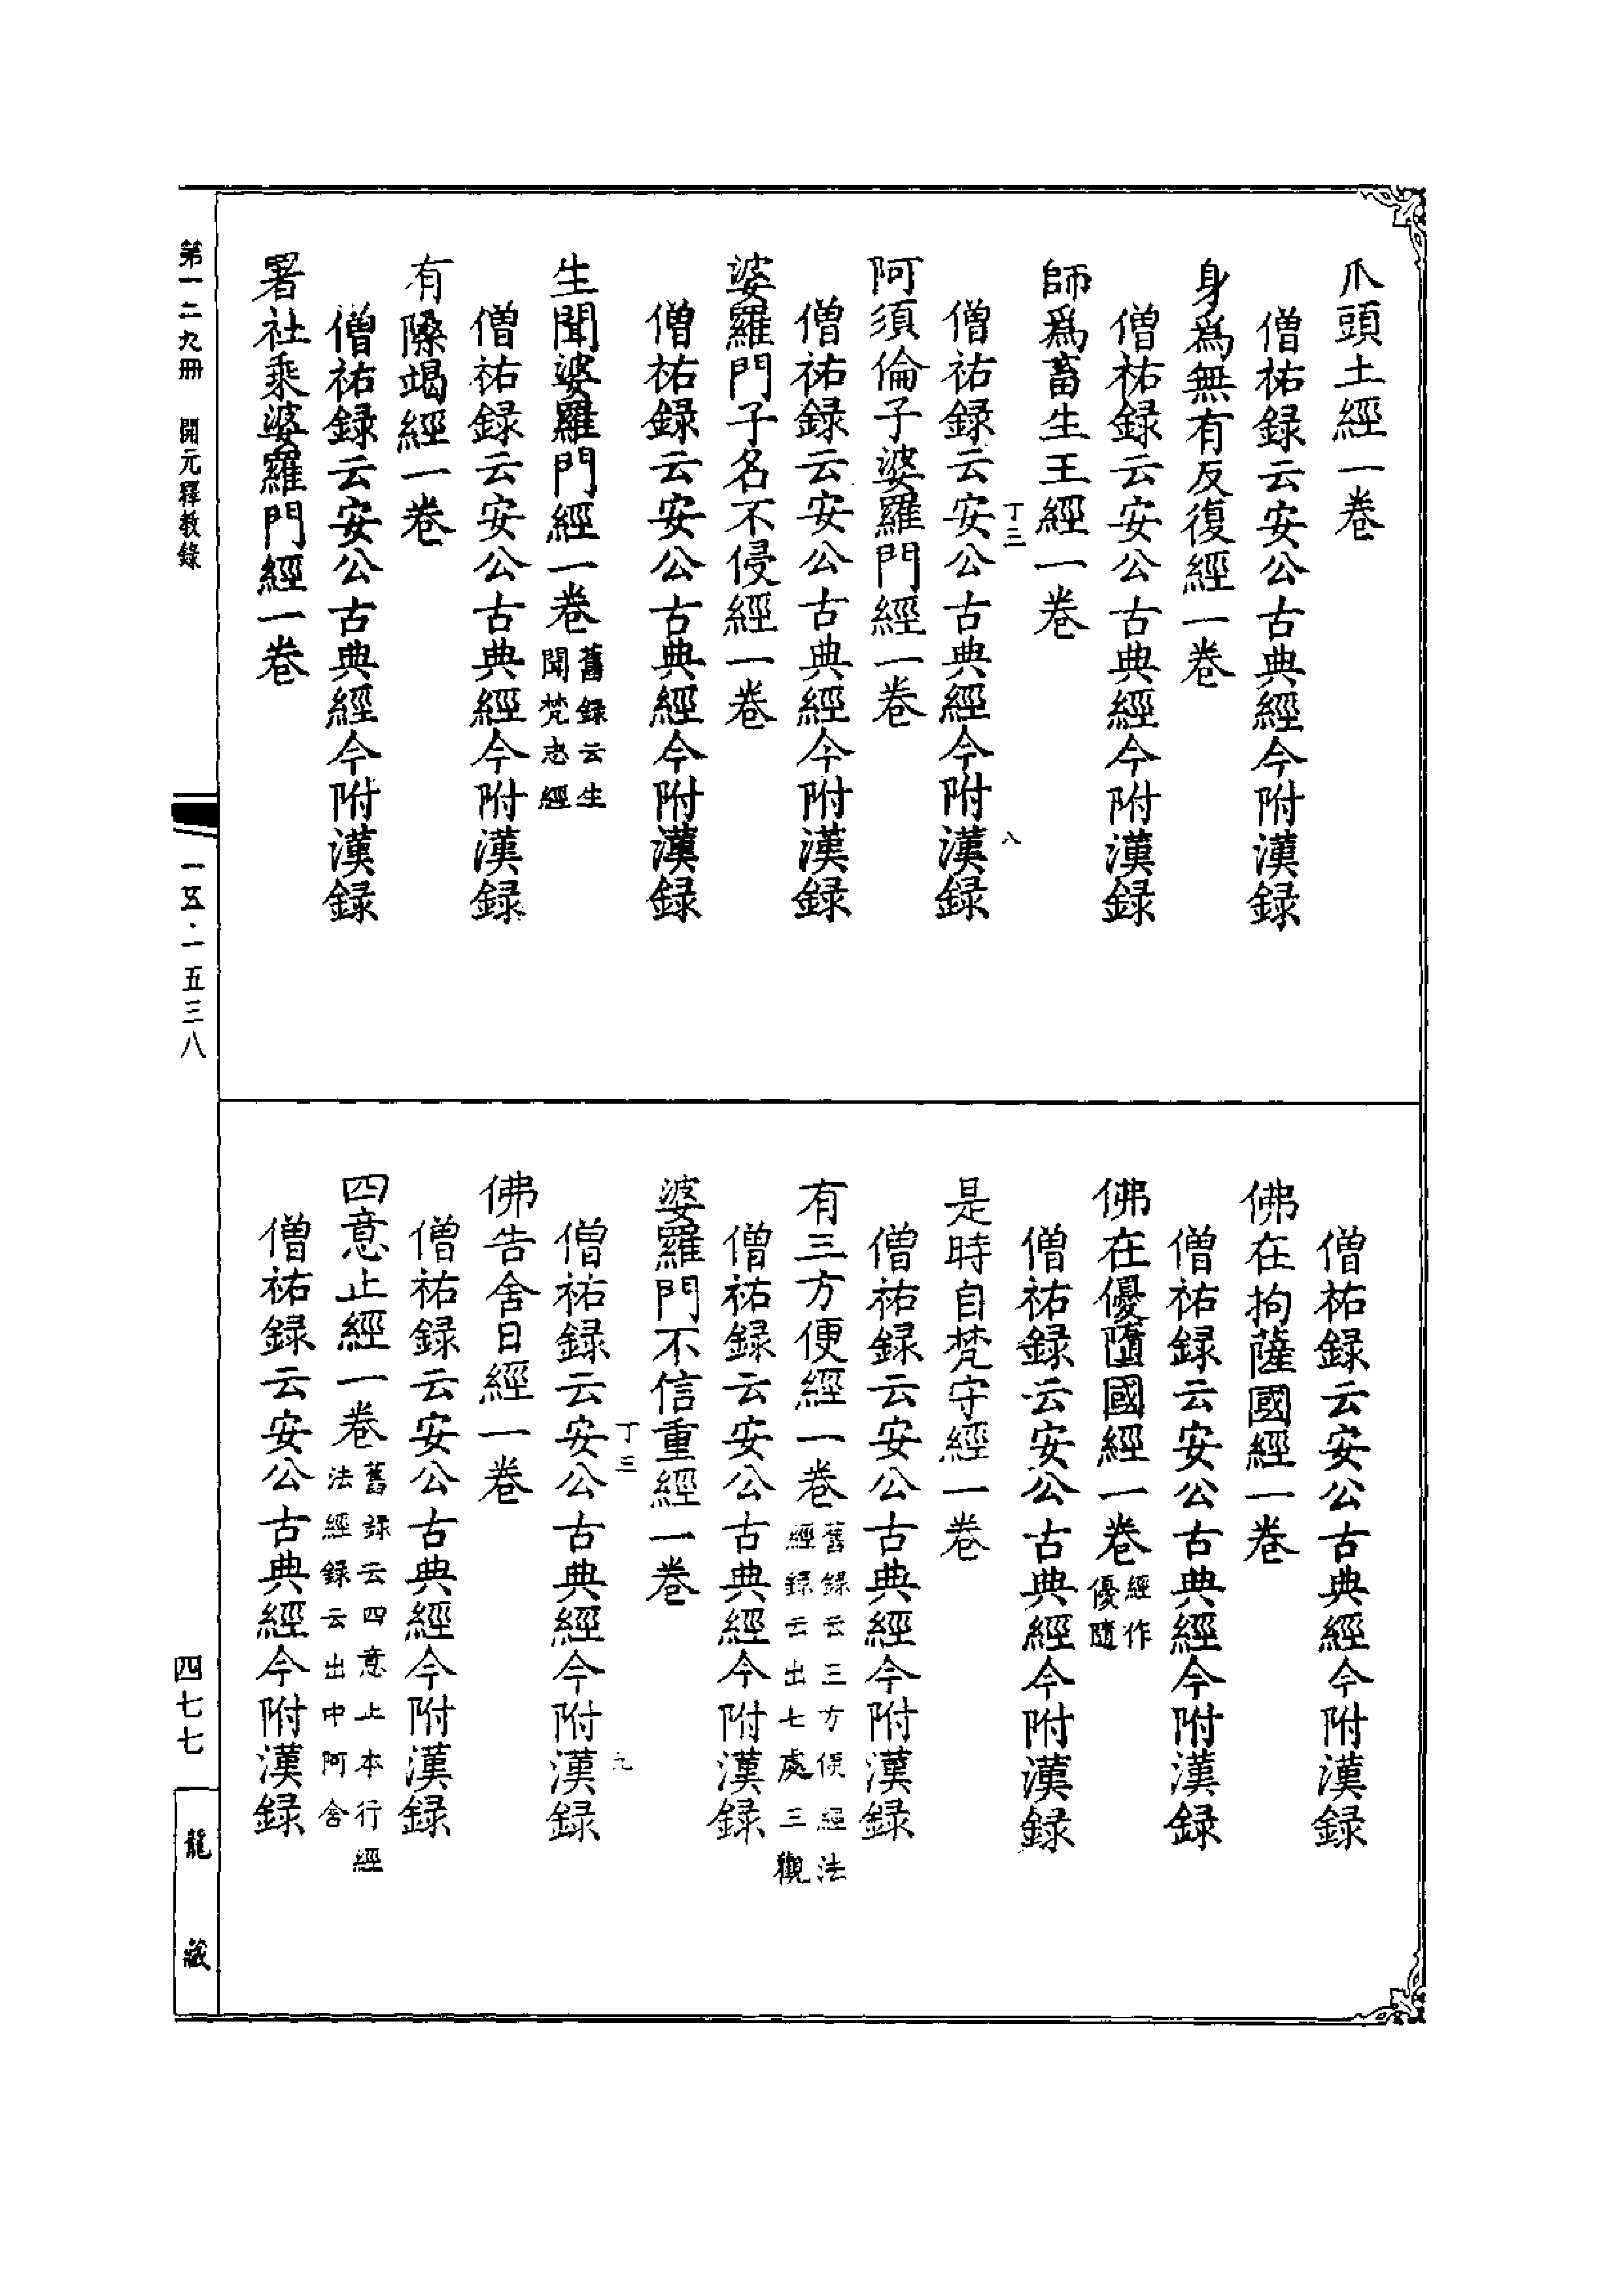 爪頭土經一卷
僧祐録云安公古典經今附漢録
身爲無有反復經一卷
僧祐録云安公古典經今附漢録
師爲畜生王經一卷
丁三
八
僧祐録云安公古典經今附漢録
阿須倫子婆羅門經一卷
僧祐録云安公古典經今附漢録
婆羅門子名不侵經一卷
僧祐録云安公古典經今附漢録
生聞婆羅門經一卷舊録云生聞梵志經
僧祐録云安公古典經今附漢録
有㵀竭經一卷
僧祐録云安公古典經今附漢録
署社乘婆羅門經一卷
僧祐録云安公古典經今附漢録
佛在拘薩國經一卷
僧祐録云安公古典經今附漢録
佛在優墮國經一卷經作優隨
僧祐録云安公古典經今附漢録
是時自梵守經一卷
僧祐録云安公古典經今附漢録
有三方便經一卷舊録云三方便經法經録云出七處三觀
僧祐録云安公古典經今附漢録
婆羅門不信重經一卷
丁三
九
僧祐録云安公古典經今附漢録
佛告舍日經一卷
僧祐録云安公古典經今附漢録
四意止經一卷舊録云四意止本行經法經録云出中阿含
僧祐録云安公古典經今附漢録
第一二九冊 開元釋教錄
一五·一五三八
四七七
龍藏